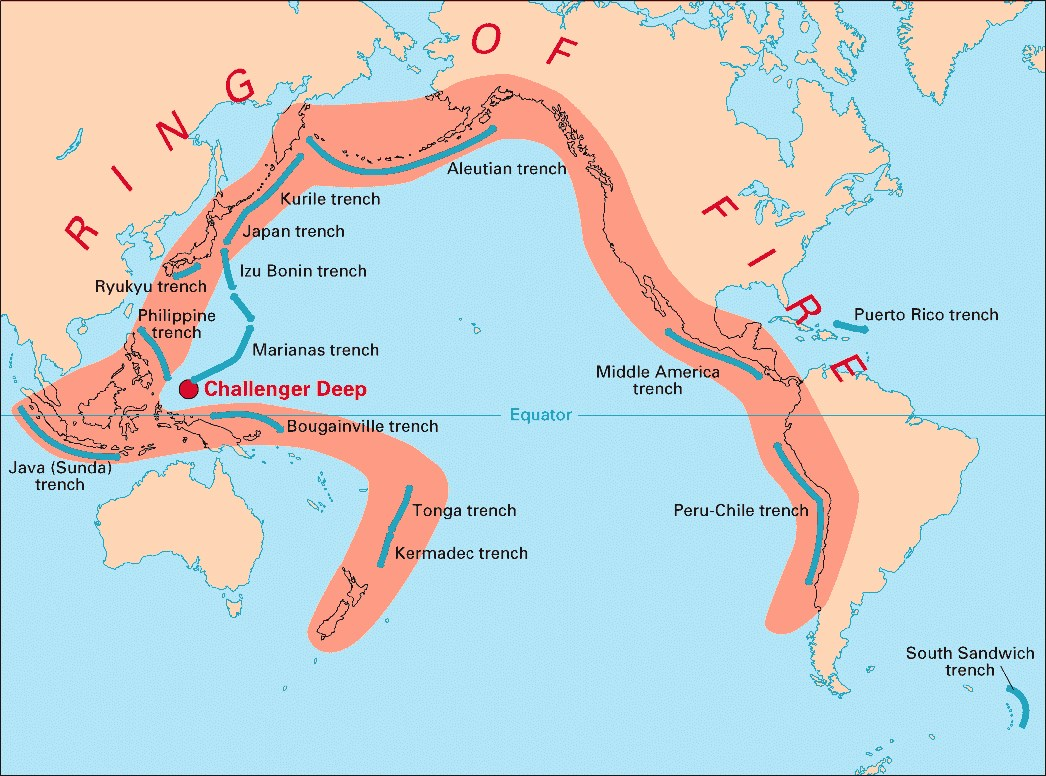 RING OF FIRE
Aleutian trench
Kurile trench
Japan trench
Izu Bonin trench
Ryukyu trench
Philippine
trench
Marianas trench
Challenger Deep
Puerto Rico trench
Middle America
trench
Equator
Bougainville trench
Java (Sunda)
trench
Tonga trench
Peru-Chile trench
Kermadec trench
South Sandwich
trench